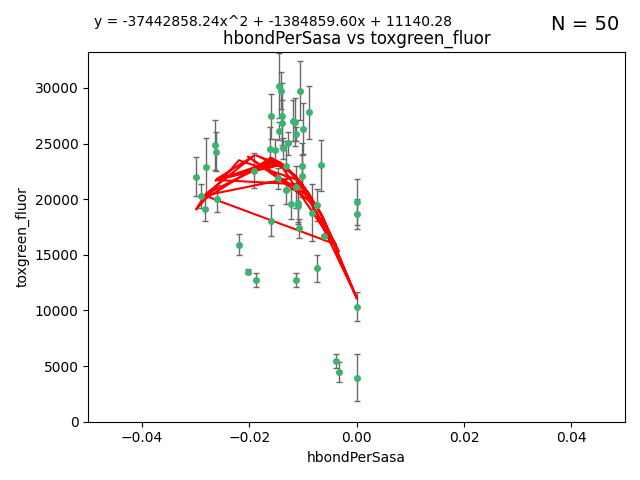 y = -37442858.24x^2 + -1384859.60x + 11140.28
N = 50
hbondPerSasa vs toxgreen_fluor
30000
25000
20000
15000
10000
5000
0
toxgreen_fluor
−0.04
−0.02
0.00
0.02
0.04
hbondPerSasa